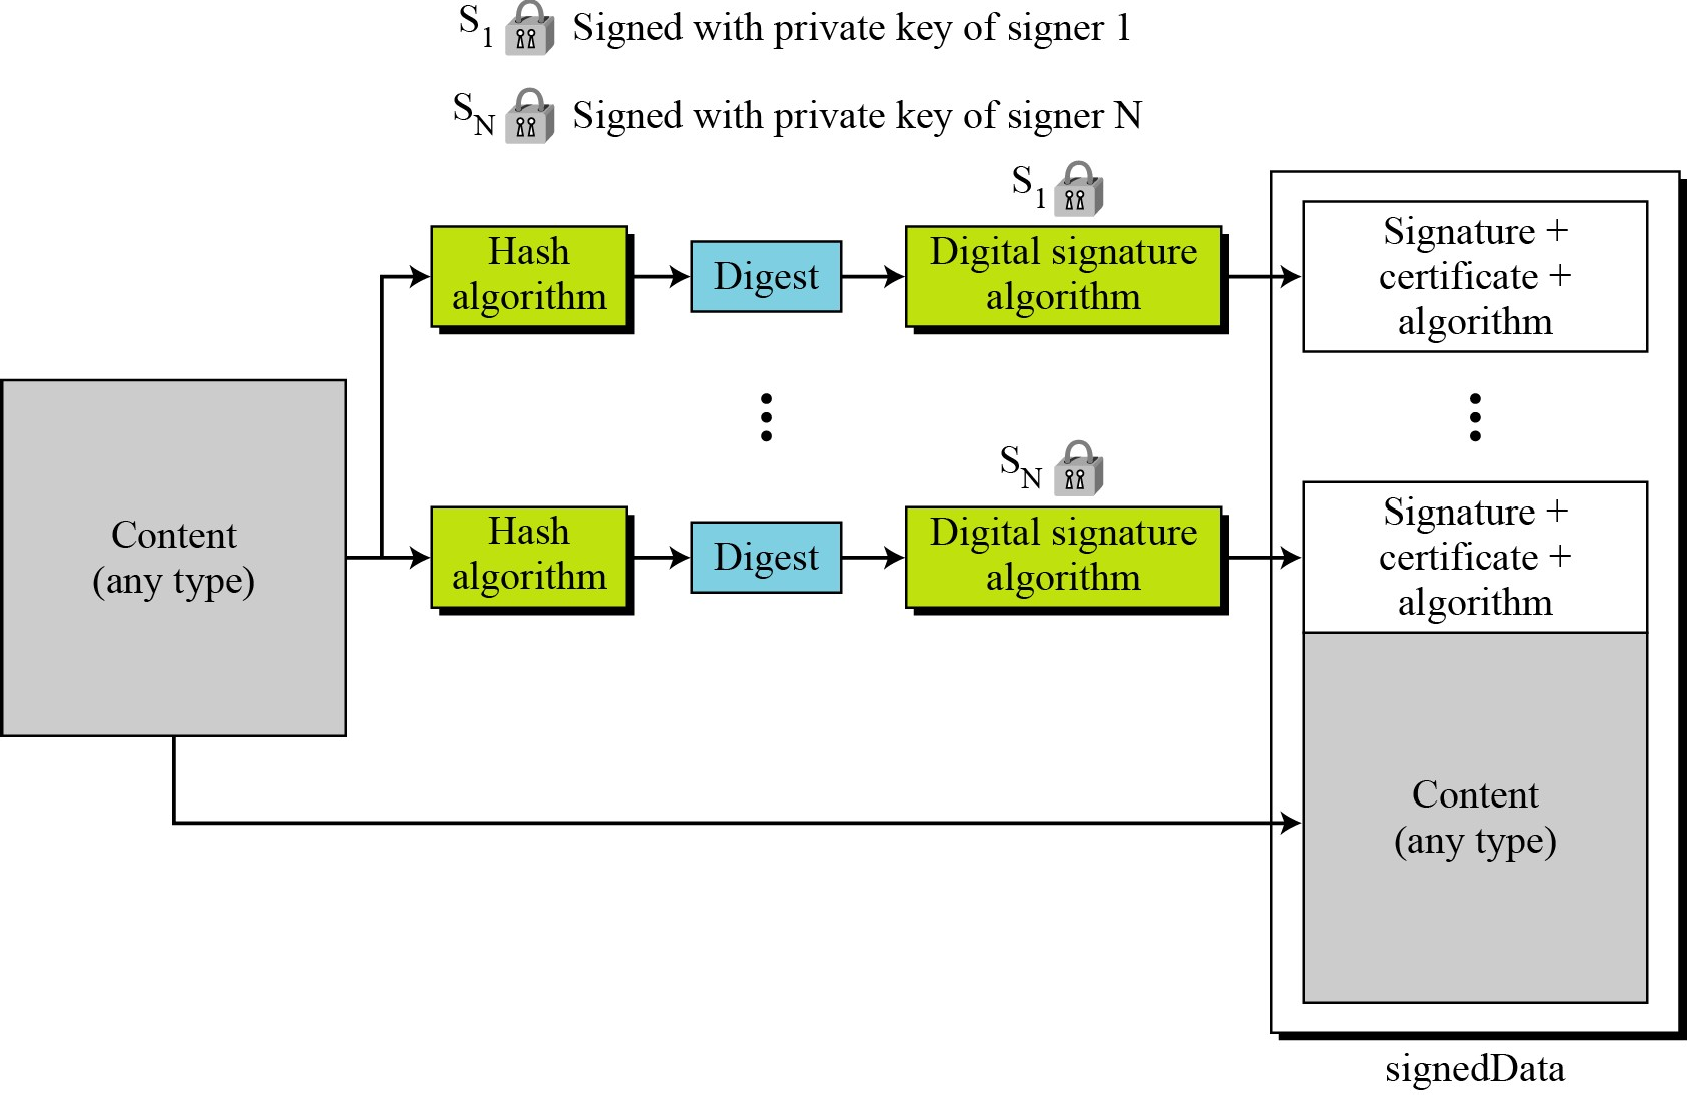 S1 Signed with private key of signer 1
SN Signed with private key of signer N
S1
Hash
algorithm
Digest
Digital signature
algorithm
Signature +
certificate +
algorithm
SN
Content
(any type)
Hash
algorithm
Digest
Digital signature
algorithm
Signature +
certificate +
algorithm
Content
(any type)
signedData